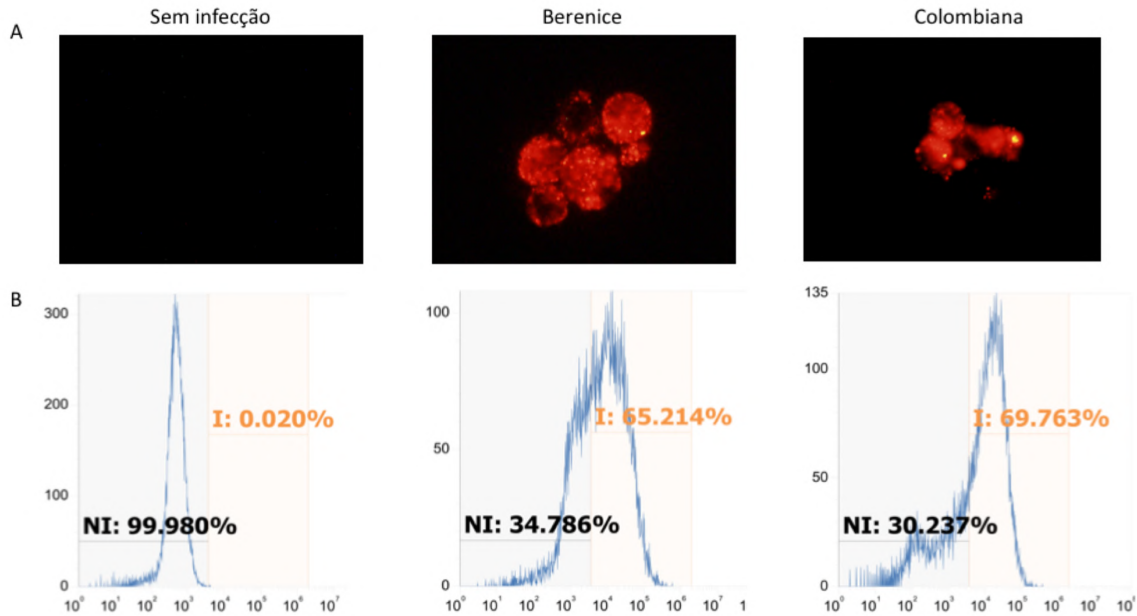 Sem infecção
Berenice
Colombiana
A
B
300
200
100
0
I: 0.020%
NI: 99.980%
10⁰ 10¹ 10² 10³ 10⁴ 10⁵ 10⁶ 10⁷
100
50
0
I: 65.214%
NI: 34.786%
10⁰ 10¹ 10² 10³ 10⁴ 10⁵ 10⁶ 10⁷ 1
135
100
50
0
I: 69.763%
NI: 30.237%
10⁰ 10¹ 10² 10³ 10⁴ 10⁵ 10⁶ 10⁷ 10